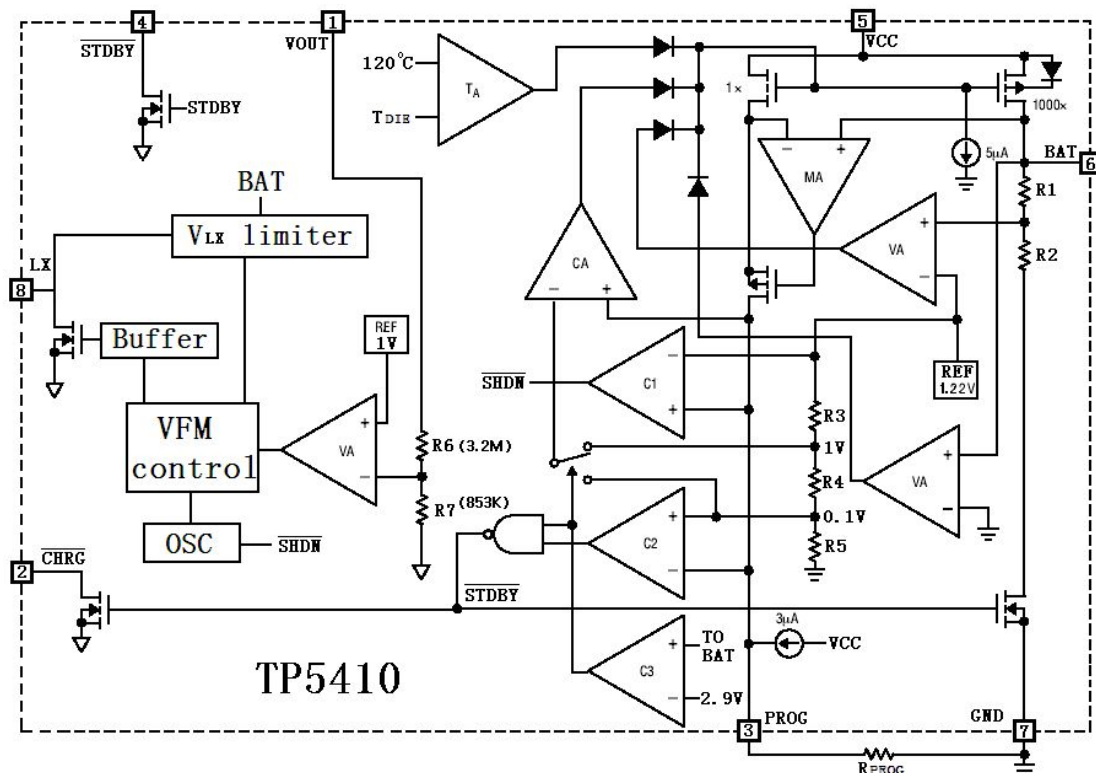 4
1
5
STDBY
VOUT
VCC
120°C
TA
TDIE
STDBY
1×
1000×
5μA
BAT
6
MA
R1
R2
BAT
VLX limiter
VA
CA
LX
8
Buffer
REF
1V
REF
1.22V
SHDN
C1
R3
1V
VFM
control
VA
R6 (3.2M)
R7 (853K)
R4
VA
0.1V
R5
OSC
SHDN
C2
CHRG
2
STDBY
3μA
VCC
TO
BAT
C3
2.9V
TP5410
3
PROG
GND
7
RPROG